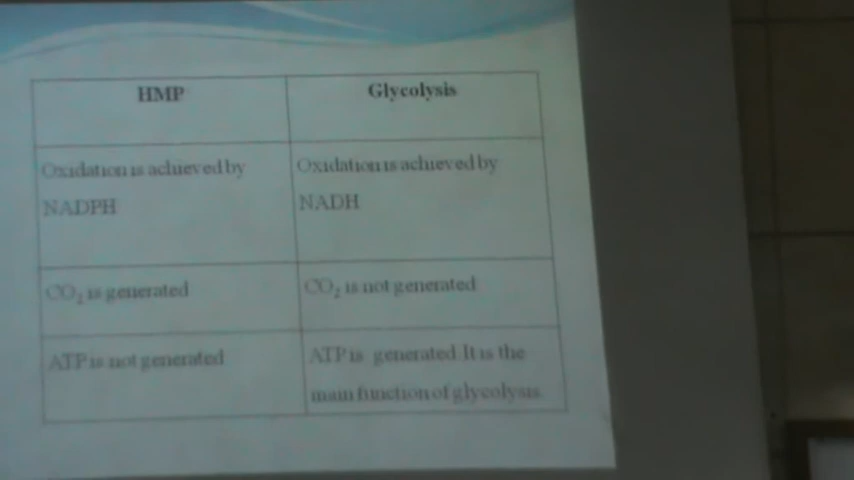 HMP
Glycolysis
Oxidation is achieved by
NADPH
Oxidation is achieved by
NADH
CO₂ is generated
CO₂ is not generated
ATP is not generated
ATP is generated. It is the
main function of glycolysis.